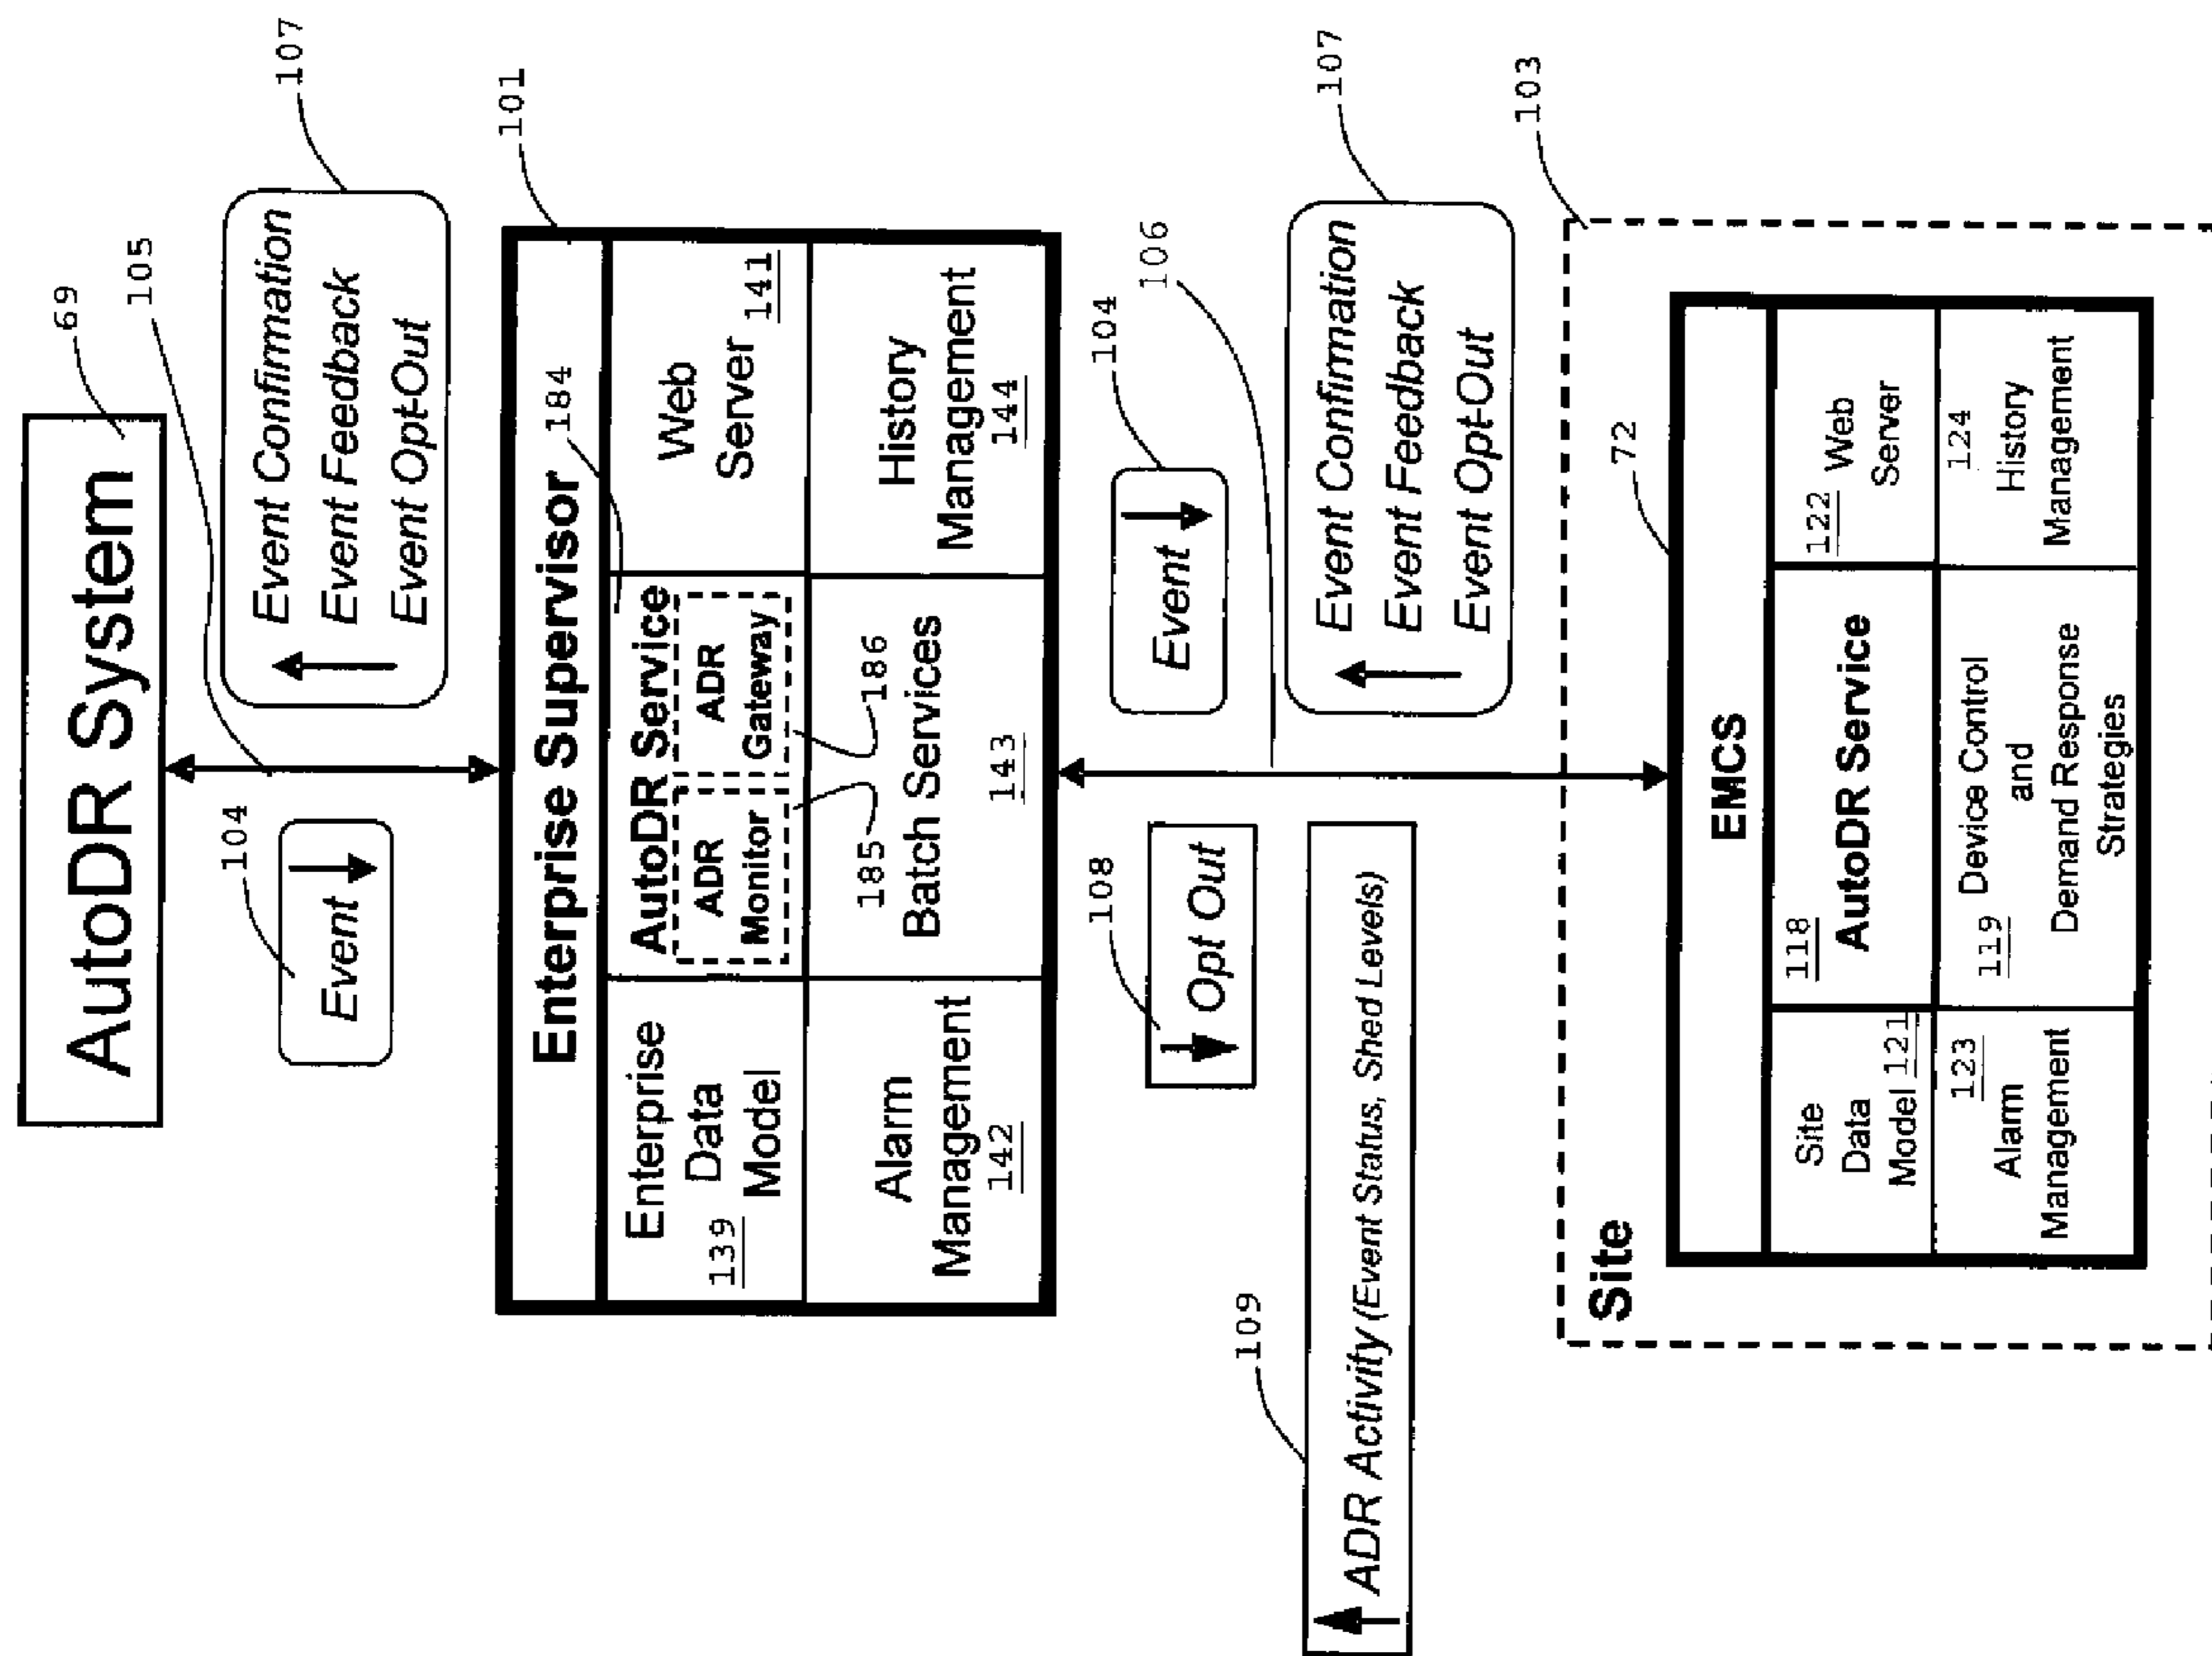 AutoDR System
69
105
104
Event
Event Confirmation
Event Feedback
Event Opt-Out
107
101
Enterprise Supervisor
184
Enterprise
Data
Model
139
AutoDR Service
ADR
Monitor
ADR
Gateway
Web
Server
141
Alarm
Management
142
185
186
Batch Services
143
History
Management
144
108
Opt Out
104
Event
106
109
ADR Activity (Event Status, Shed Levels)
Event Confirmation
Event Feedback
Event Opt-Out
107
103
Site
72
EMCS
Site
Data
Model 121
118
AutoDR Service
122
Web
Server
123
Alarm
Management
119
Device Control
and
Demand Response
Strategies
124
History
Management